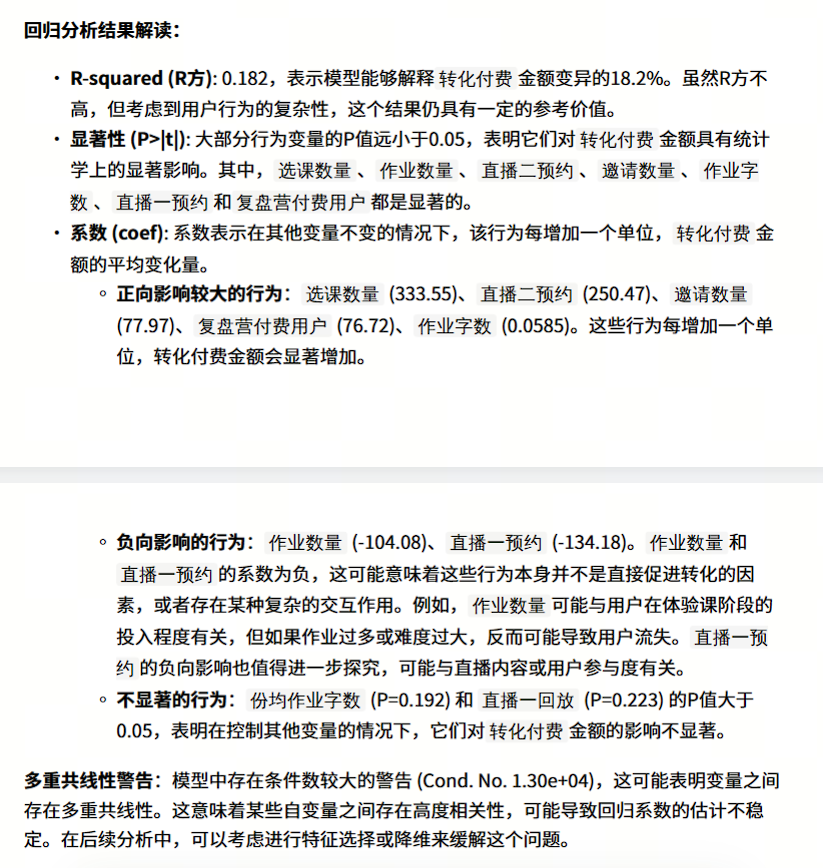 回归分析结果解读：
• R-squared (R方): 0.182，表示模型能够解释 转化付费 金额变异的18.2%。虽然R方不
高，但考虑到用户行为的复杂性，这个结果仍具有一定的参考价值。
• 显著性 (P>|t|): 大部分行为变量的P值远小于0.05，表明它们对 转化付费 金额具有统计
学上的显著影响。其中， 选课数量 、 作业数量 、 直播二预约 、 邀请数量 、 作业字
数 、 直播一预约 和 复盘营付费用户 都是显著的。
• 系数 (coef): 系数表示在其他变量不变的情况下，该行为每增加一个单位， 转化付费 金
额的平均变化量。
◦ 正向影响较大的行为： 选课数量 (333.55)、 直播二预约 (250.47)、 邀请数量
(77.97)、 复盘营付费用户 (76.72)、 作业字数 (0.0585)。这些行为每增加一个单
位，转化付费金额会显著增加。
◦ 负向影响的行为： 作业数量 (-104.08)、 直播一预约 (-134.18)。 作业数量 和
直播一预约 的系数为负，这可能意味着这些行为本身并不是直接促进转化的因
素，或者存在某种复杂的交互作用。例如， 作业数量 可能与用户在体验课阶段的
投入程度有关，但如果作业过多或难度过大，反而可能导致用户流失。 直播一预
约 的负向影响也值得进一步探究，可能与直播内容或用户参与度有关。
◦ 不显著的行为： 份均作业字数 (P=0.192) 和 直播一回放 (P=0.223) 的P值大于
0.05，表明在控制其他变量的情况下，它们对 转化付费 金额的影响不显著。
多重共线性警告：模型中存在条件数较大的警告 (Cond. No. 1.30e+04)，这可能表明变量之间
存在多重共线性。这意味着某些自变量之间存在高度相关性，可能导致回归系数的估计不稳
定。在后续分析中，可以考虑进行特征选择或降维来缓解这个问题。